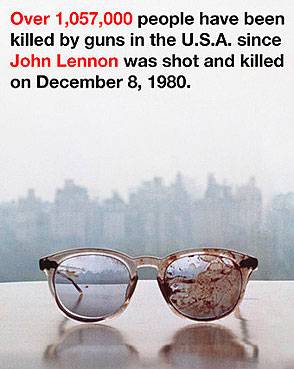 Over 1,057,000 people have been
killed by guns in the U.S.A. since
John Lennon was shot and killed
on December 8, 1980.